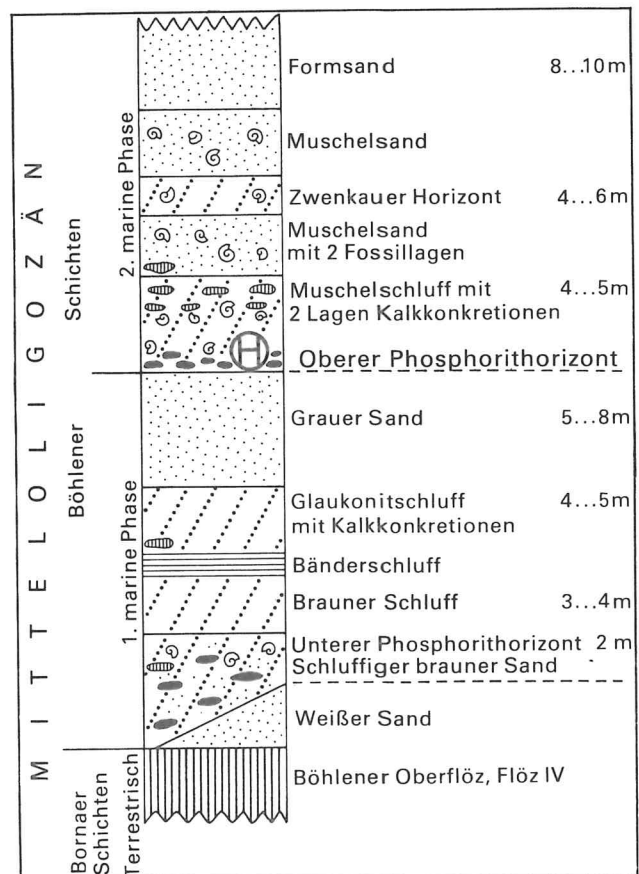 MITTELOLIGOZÄN
Böhlener Schichten
2. marine Phase
Formsand 8...10m
Muschelsand
Zwenkauer Horizont 4...6m
Muschelsand
mit 2 Fossillagen
Muschelschluff mit 4...5m
2 Lagen Kalkkonkretionen
H
Oberer Phosphorithorizont
1. marine Phase
Grauer Sand 5...8m
Glaukonitschluff 4...5m
mit Kalkkonkretionen
Bänderschluff
Brauner Schluff 3...4m
Unterer Phosphorithorizont 2 m
Schluffiger brauner Sand -
Weißer Sand
Bornaer
Schichten
Terrestrisch
Böhlener Oberflöz, Flöz IV